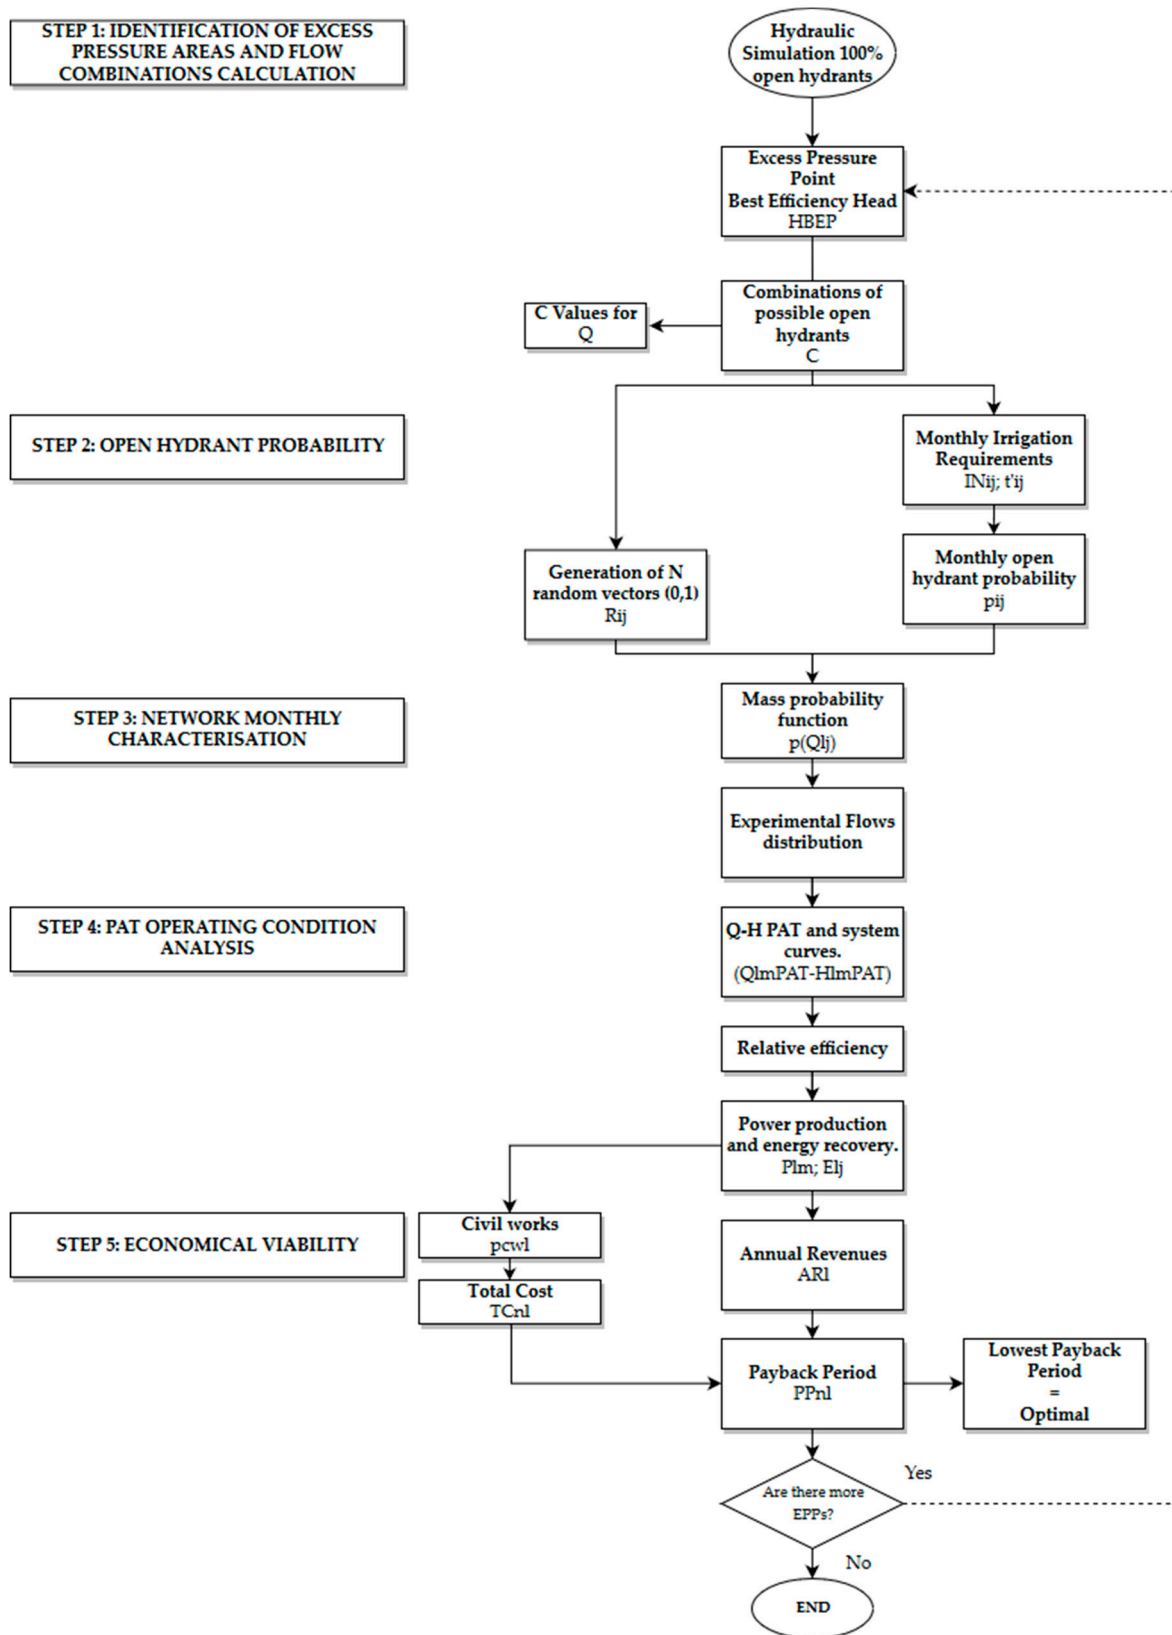 STEP 1: IDENTIFICATION OF EXCESS
PRESSURE AREAS AND FLOW
COMBINATIONS CALCULATION
Hydraulic
Simulation 100%
open hydrants
Excess Pressure
Point
Best Efficiency Head
HBEP
Combinations of
possible open
hydrants
C
C Values for
Q
STEP 2: OPEN HYDRANT PROBABILITY
Monthly Irrigation
Requirements
INij; t'ij
Generation of N
random vectors (0,1)
Rij
Monthly open
hydrant probability
pij
STEP 3: NETWORK MONTHLY
CHARACTERISATION
Mass probability
function
p(Qlj)
Experimental Flows
distribution
STEP 4: PAT OPERATING CONDITION
ANALYSIS
Q-H PAT and system
curves.
(QlmPAT-HlmPAT)
Relative efficiency
Power production
and energy recovery.
Plm; Elj
STEP 5: ECONOMICAL VIABILITY
Civil works
pcwl
Total Cost
TCnl
Annual Revenues
ARl
Payback Period
PPnl
Lowest Payback
Period
=
Optimal
Are there more
EPPs?
Yes
No
END